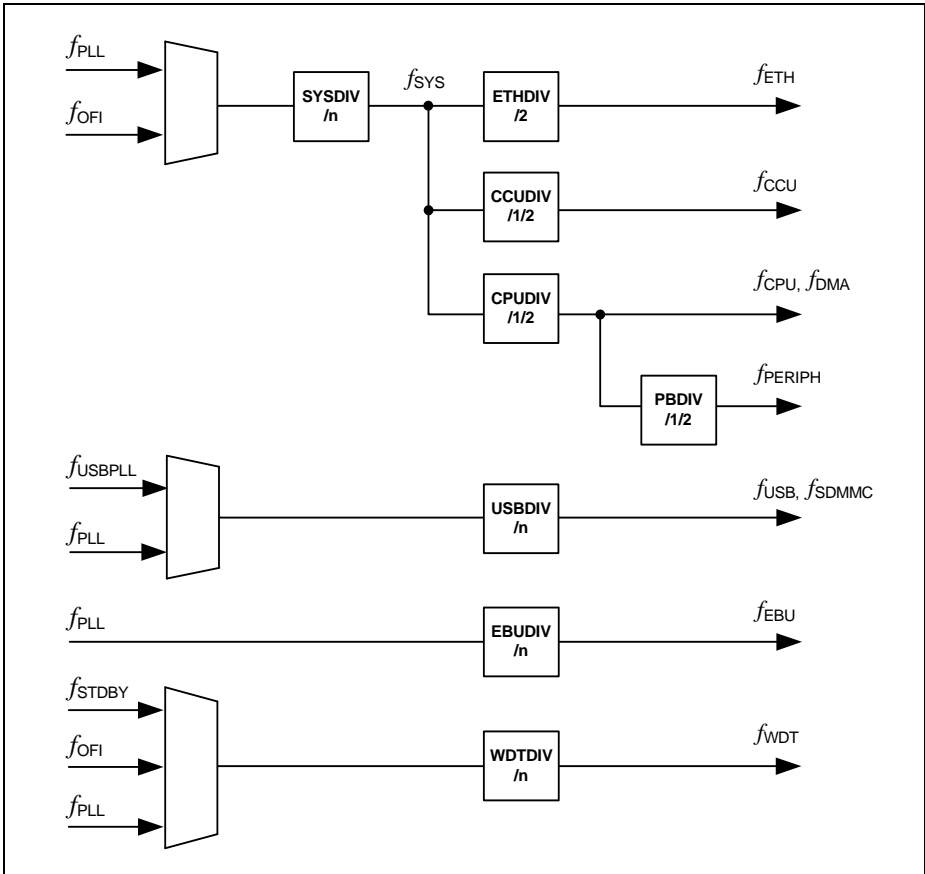 fPLL
fOFI
SYSDIV
/n
fSYS
ETHDIV
/2
fETH
CCUDIV
/1/2
fCCU
CPUDIV
/1/2
fCPU, fDMA
PBDIV
/1/2
fPERIPH
fUSBPLL
fPLL
USBDIV
/n
fUSB, fSDMMC
fPLL
EBUDIV
/n
fEBU
fSTDBY
fOFI
fPLL
WDTDIV
/n
fWDT